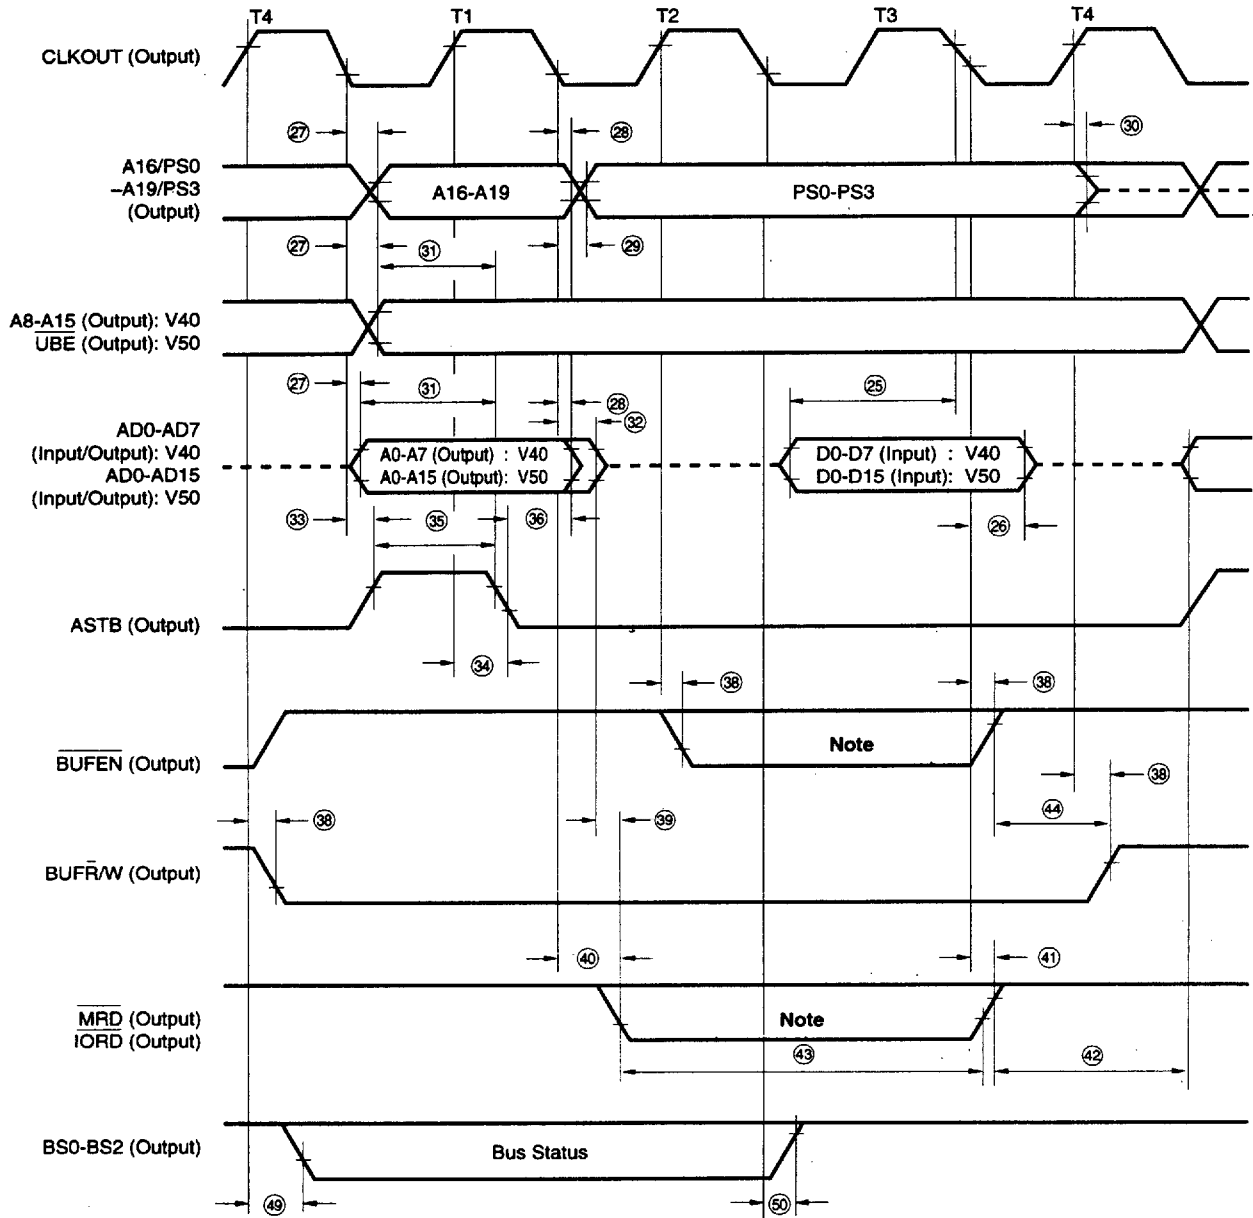 T4 T1 T2 T3 T4
CLKOUT (Output)
27 28 30
A16/PS0
–A19/PS3
(Output)
A16-A19 PS0-PS3
27 31 29
A8-A15 (Output): V40
UBE (Output): V50
27 31 28 25
32
AD0-AD7
(Input/Output): V40
AD0-AD15
(Input/Output): V50
A0-A7 (Output) : V40
A0-A15 (Output): V50
D0-D7 (Input) : V40
D0-D15 (Input): V50
33 35 36 26
ASTB (Output)
34 38 38
BUFEN (Output)
Note
38
38 39 44
BUFR/W (Output)
40 41
MRD (Output)
IORD (Output)
Note
43 42
BS0-BS2 (Output)
Bus Status
49 50